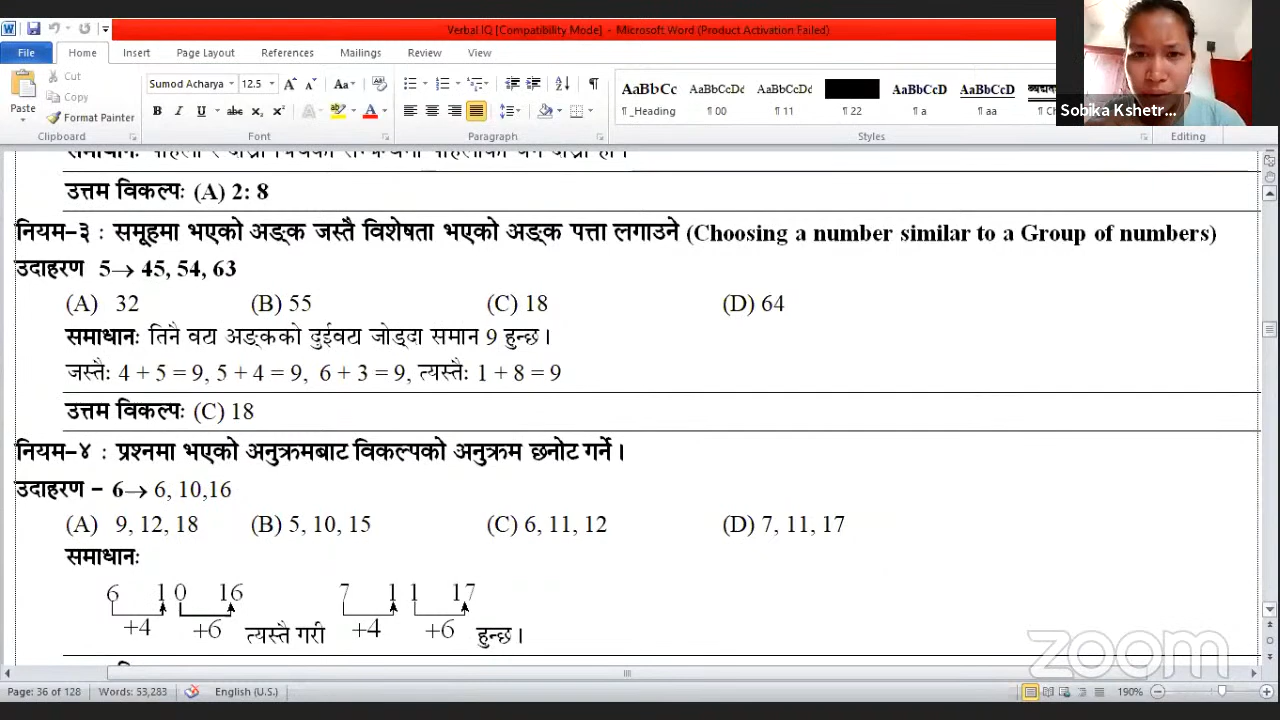 Verbal IQ [Compatibility Mode] - Microsoft Word (Product Activation Failed)
File Home Insert Page Layout References Mailings Review View
Cut
Copy
Format Painter
Paste
Sumod Acharya 12.5
AaBbCc AaBbCcDc AaBbCcDc AaBbCcD AaBbCcD
¶_Heading ¶ 00 ¶ 11 ¶ 22 ¶ a ¶ aa
Clipboard Font Paragraph Styles Editing
Sobika Kshetr...
उत्तम विकल्पः (A) 2: 8
नियम–३ : समूहमा भएको अङ्क जस्तै विशेषता भएको अङ्क पत्ता लगाउने (Choosing a number similar to a Group of numbers)
उदाहरण 5→ 45, 54, 63
(A) 32 (B) 55 (C) 18 (D) 64
समाधानः तिनै वटा अङ्कको दुईवटा जोड्दा समान 9 हुन्छ।
जस्तैः 4 + 5 = 9, 5 + 4 = 9, 6 + 3 = 9, त्यस्तैः 1 + 8 = 9
उत्तम विकल्पः (C) 18
नियम–४ : प्रश्नमा भएको अनुक्रमबाट विकल्पको अनुक्रम छनोट गर्ने।
उदाहरण – 6→ 6, 10,16
(A) 9, 12, 18 (B) 5, 10, 15 (C) 6, 11, 12 (D) 7, 11, 17
समाधानः
6 10 16 7 11 17
+4 +6 त्यस्तै गरी +4 +6 हुन्छ।
zoom
Page: 36 of 128 Words: 53,283 English (U.S.) 190%